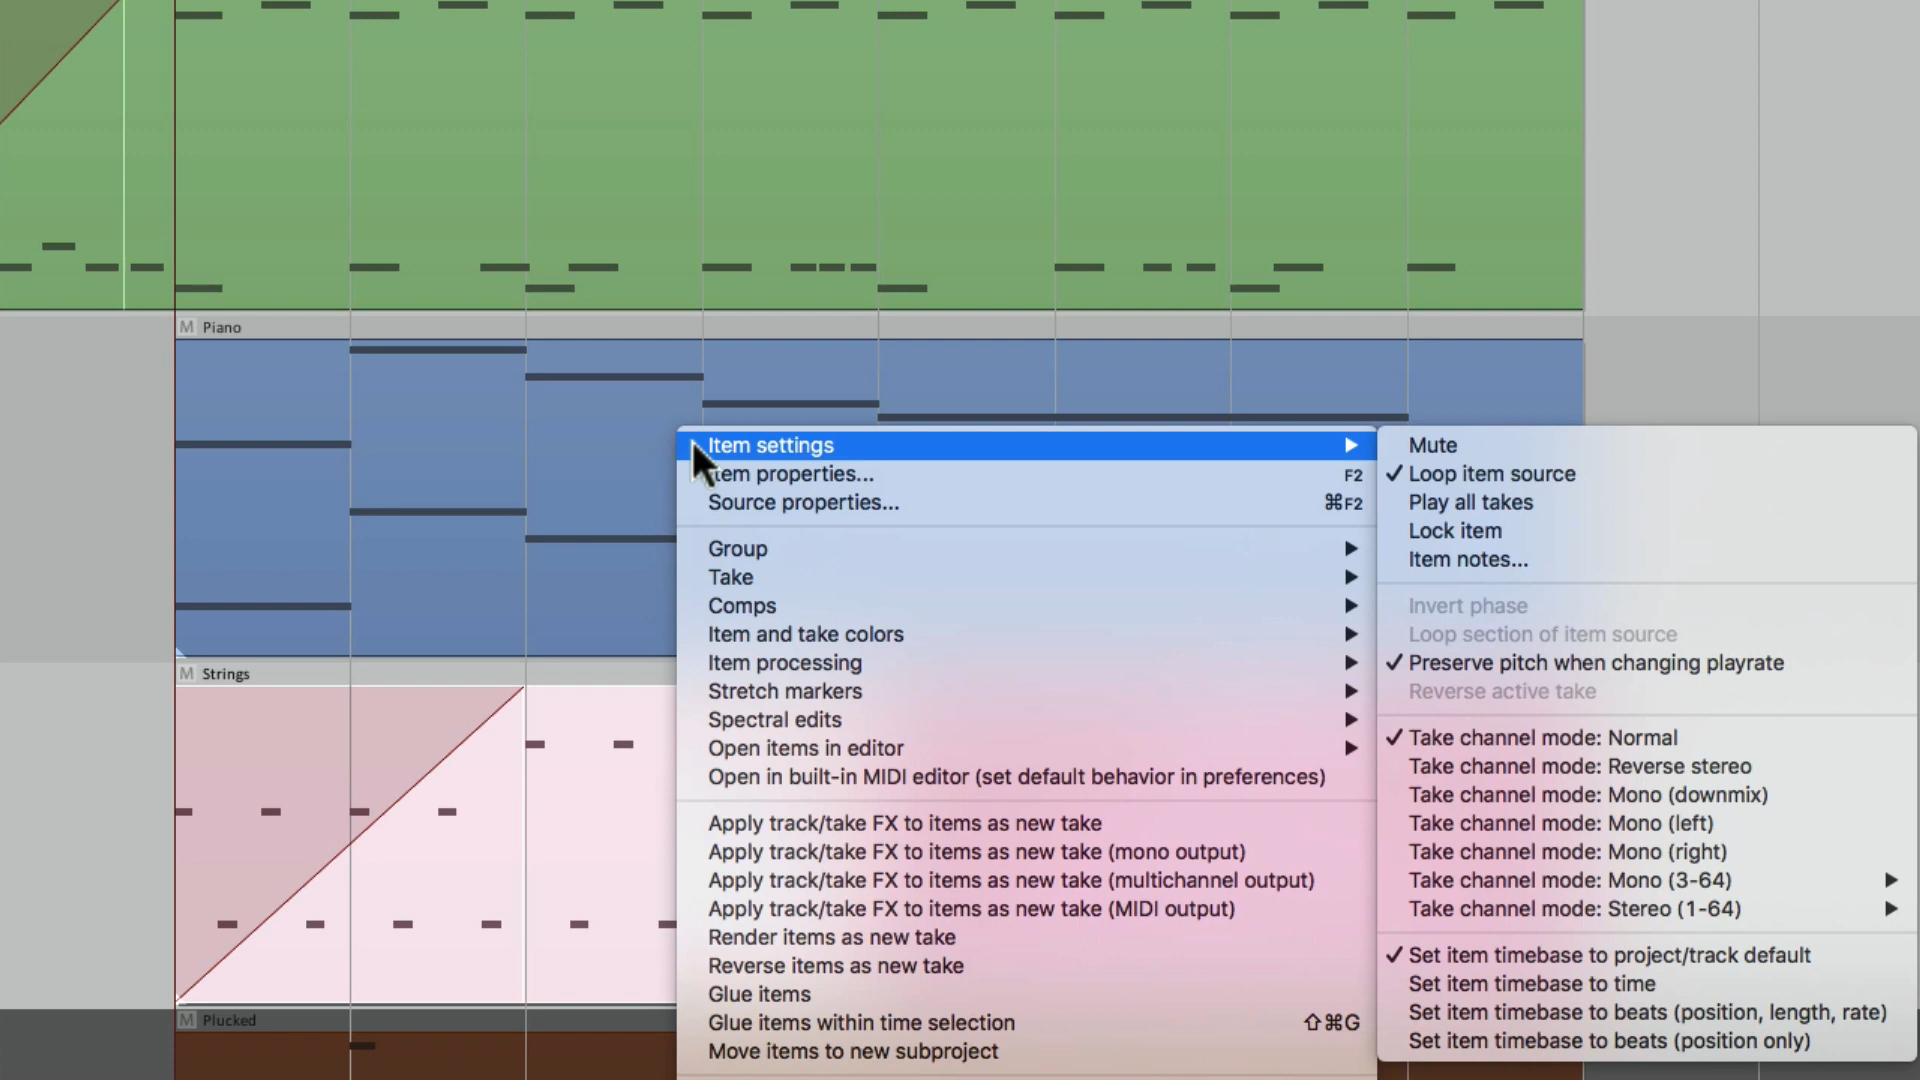 M Piano
M Strings
M Plucked
Item settings
Item properties... F2
Source properties... ⌘F2
Group
Take
Comps
Item and take colors
Item processing
Stretch markers
Spectral edits
Open items in editor
Open in built-in MIDI editor (set default behavior in preferences)
Apply track/take FX to items as new take
Apply track/take FX to items as new take (mono output)
Apply track/take FX to items as new take (multichannel output)
Apply track/take FX to items as new take (MIDI output)
Render items as new take
Reverse items as new take
Glue items
Glue items within time selection ⇧⌘G
Move items to new subproject
Mute
✓ Loop item source
Play all takes
Lock item
Item notes...
Invert phase
Loop section of item source
✓ Preserve pitch when changing playrate
Reverse active take
✓ Take channel mode: Normal
Take channel mode: Reverse stereo
Take channel mode: Mono (downmix)
Take channel mode: Mono (left)
Take channel mode: Mono (right)
Take channel mode: Mono (3-64)
Take channel mode: Stereo (1-64)
✓ Set item timebase to project/track default
Set item timebase to time
Set item timebase to beats (position, length, rate)
Set item timebase to beats (position only)